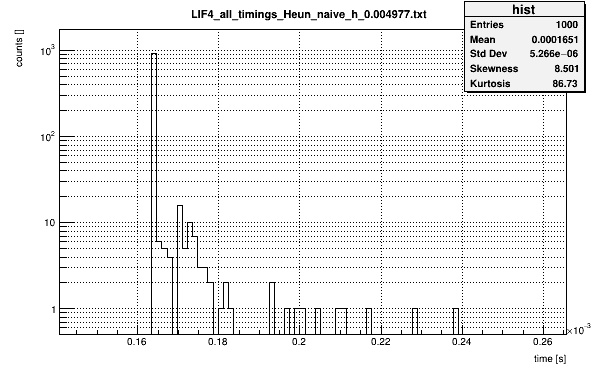 LIF4_all_timings_Heun_naive_h_0.004977.txt
hist
Entries 1000
Mean 0.0001651
Std Dev 5.266e−06
Skewness 8.501
Kurtosis 86.73
counts []
10³
10²
10
1
0.16 0.18 0.2 0.22 0.24 0.26
×10⁻³
time [s]